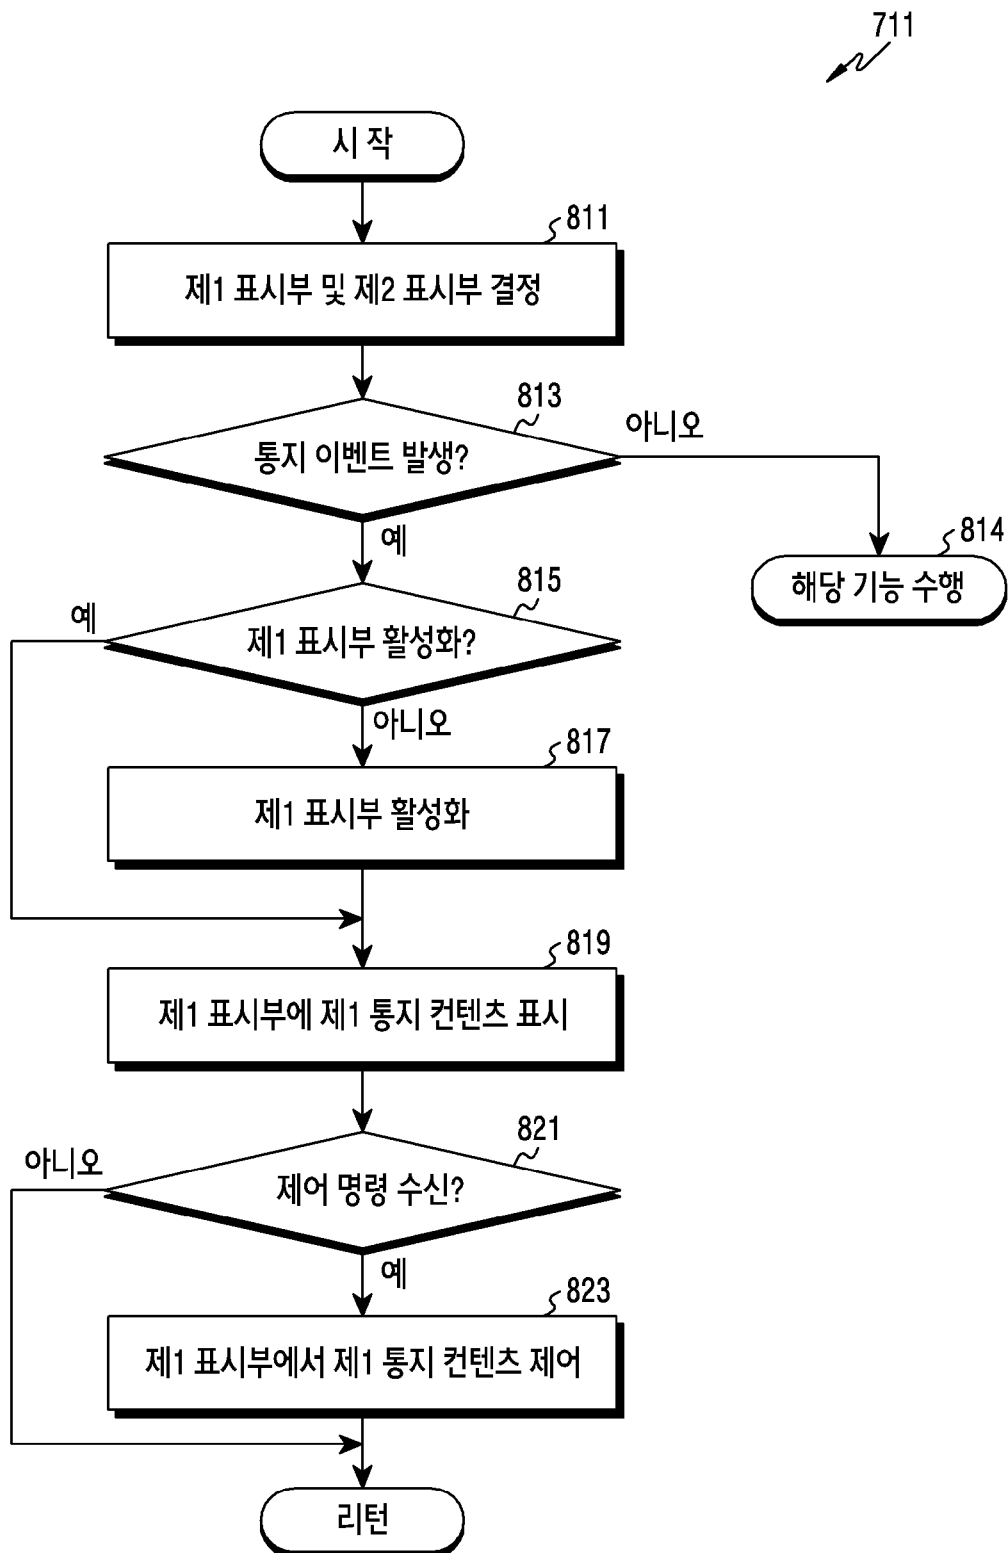 711
시 작
811
제1 표시부 및 제2 표시부 결정
813
통지 이벤트 발생?
아니오
예
814
해당 기능 수행
815
예
제1 표시부 활성화?
아니오
817
제1 표시부 활성화
819
제1 표시부에 제1 통지 컨텐츠 표시
821
아니오
제어 명령 수신?
예
823
제1 표시부에서 제1 통지 컨텐츠 제어
리턴